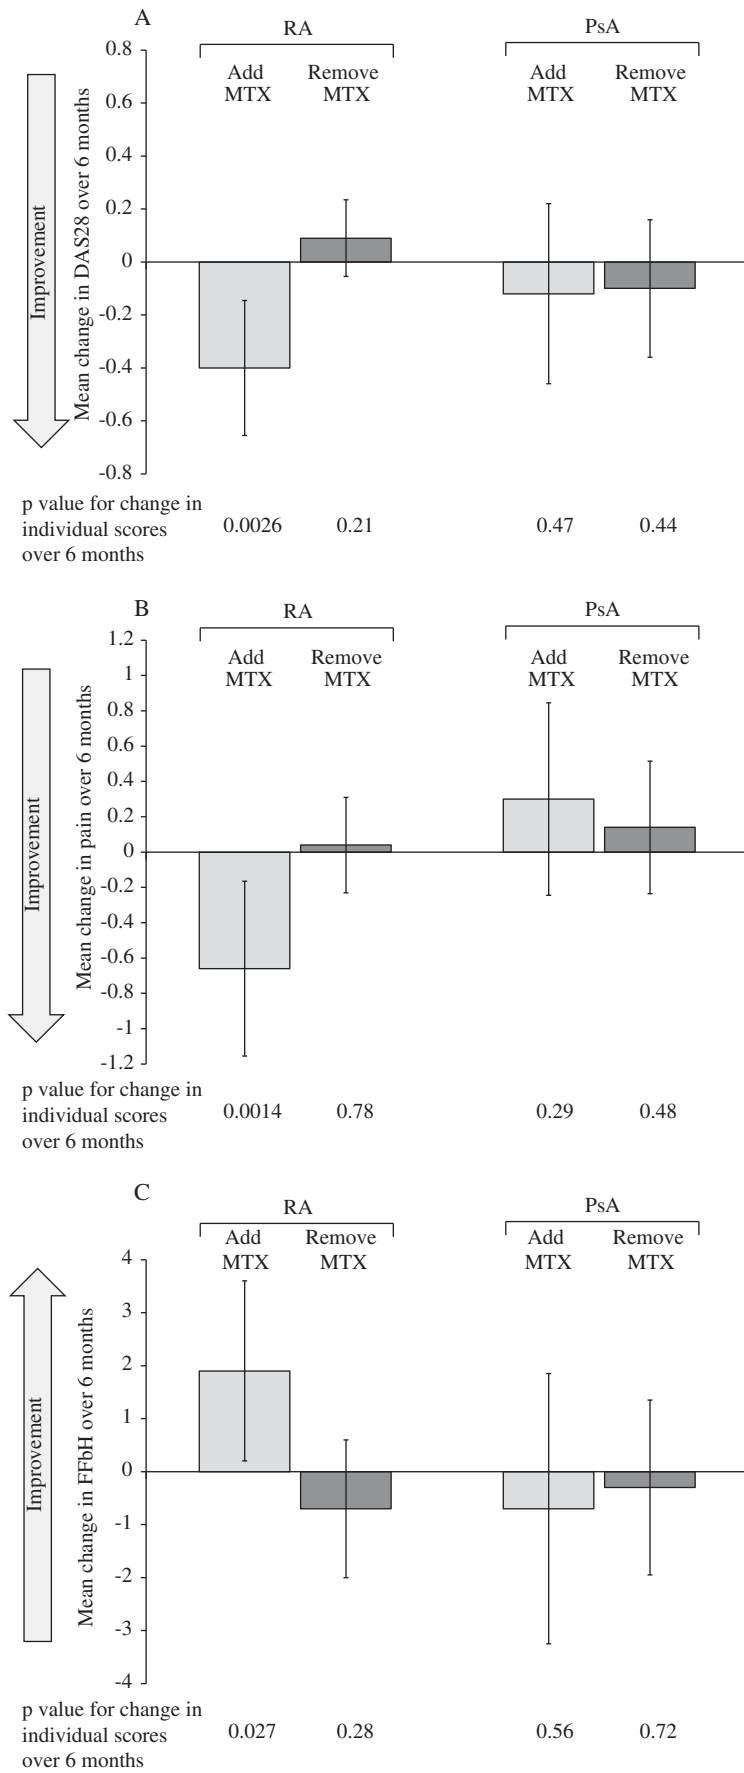 A
RA
PsA
Add MTX
Remove MTX
Add MTX
Remove MTX
Improvement
Mean change in DAS28 over 6 months
0.8
0.6
0.4
0.2
0
-0.2
-0.4
-0.6
-0.8
p value for change in
individual scores
over 6 months
0.0026 0.21 0.47 0.44
B
RA
PsA
Add MTX
Remove MTX
Add MTX
Remove MTX
Improvement
Mean change in pain over 6 months
1.2
1
0.8
0.6
0.4
0.2
0
-0.2
-0.4
-0.6
-0.8
-1
-1.2
p value for change in
individual scores
over 6 months
0.0014 0.78 0.29 0.48
C
RA
PsA
Add MTX
Remove MTX
Add MTX
Remove MTX
Improvement
Mean change in FFbH over 6 months
4
3
2
1
0
-1
-2
-3
-4
p value for change in
individual scores
over 6 months
0.027 0.28 0.56 0.72